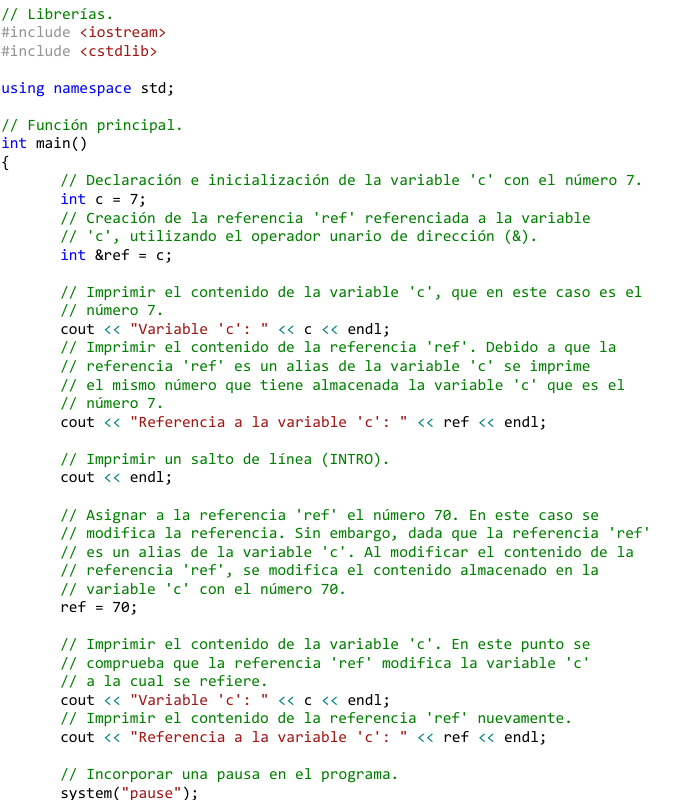 // Librerías.
#include <iostream>
#include <cstdlib>
using namespace std;
// Función principal.
int main()
{
// Declaración e inicialización de la variable 'c' con el número 7.
int c = 7;
// Creación de la referencia 'ref' referenciada a la variable
// 'c', utilizando el operador unario de dirección (&).
int &ref = c;
// Imprimir el contenido de la variable 'c', que en este caso es el
// número 7.
cout << "Variable 'c': " << c << endl;
// Imprimir el contenido de la referencia 'ref'. Debido a que la
// referencia 'ref' es un alias de la variable 'c' se imprime
// el mismo número que tiene almacenada la variable 'c' que es el
// número 7.
cout << "Referencia a la variable 'c': " << ref << endl;
// Imprimir un salto de línea (INTRO).
cout << endl;
// Asignar a la referencia 'ref' el número 70. En este caso se
// modifica la referencia. Sin embargo, dada que la referencia 'ref'
// es un alias de la variable 'c'. Al modificar el contenido de la
// referencia 'ref', se modifica el contenido almacenado en la
// variable 'c' con el número 70.
ref = 70;
// Imprimir el contenido de la variable 'c'. En este punto se
// comprueba que la referencia 'ref' modifica la variable 'c'
// a la cual se refiere.
cout << "Variable 'c': " << c << endl;
// Imprimir el contenido de la referencia 'ref' nuevamente.
cout << "Referencia a la variable 'c': " << ref << endl;
// Incorporar una pausa en el programa.
system("pause");